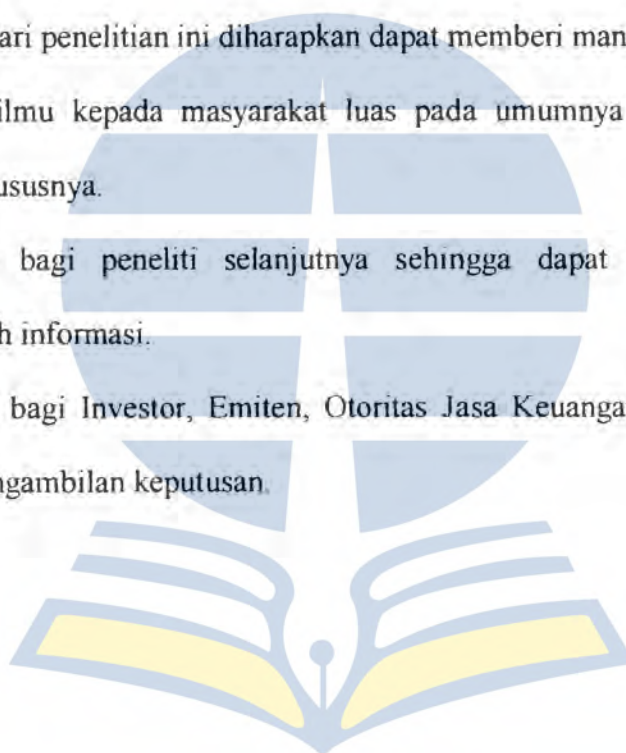 ari penelitian ini diharapkan dapat memberi man
ilmu kepada masyarakat luas pada umumnya
ususnya.
bagi peneliti selanjutnya sehingga dapat
h informasi.
bagi Investor, Emiten, Otoritas Jasa Keuanga
ngambilan keputusan.